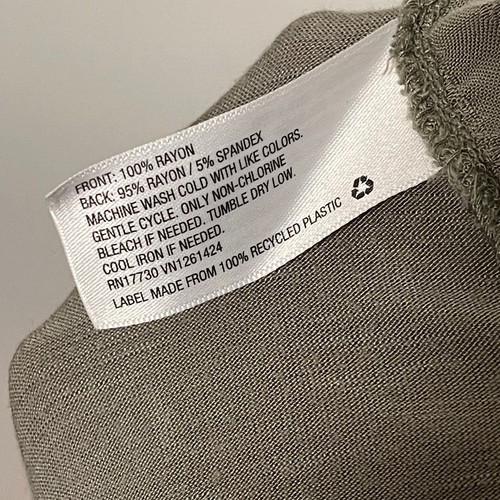 FRONT: 100% RAYON
BACK: 95% RAYON / 5% SPANDEX
MACHINE WASH COLD WITH LIKE COLORS.
GENTLE CYCLE. ONLY NON-CHLORINE
BLEACH IF NEEDED. TUMBLE DRY LOW.
COOL IRON IF NEEDED.
RN17730 VN1261424
LABEL MADE FROM 100% RECYCLED PLASTIC